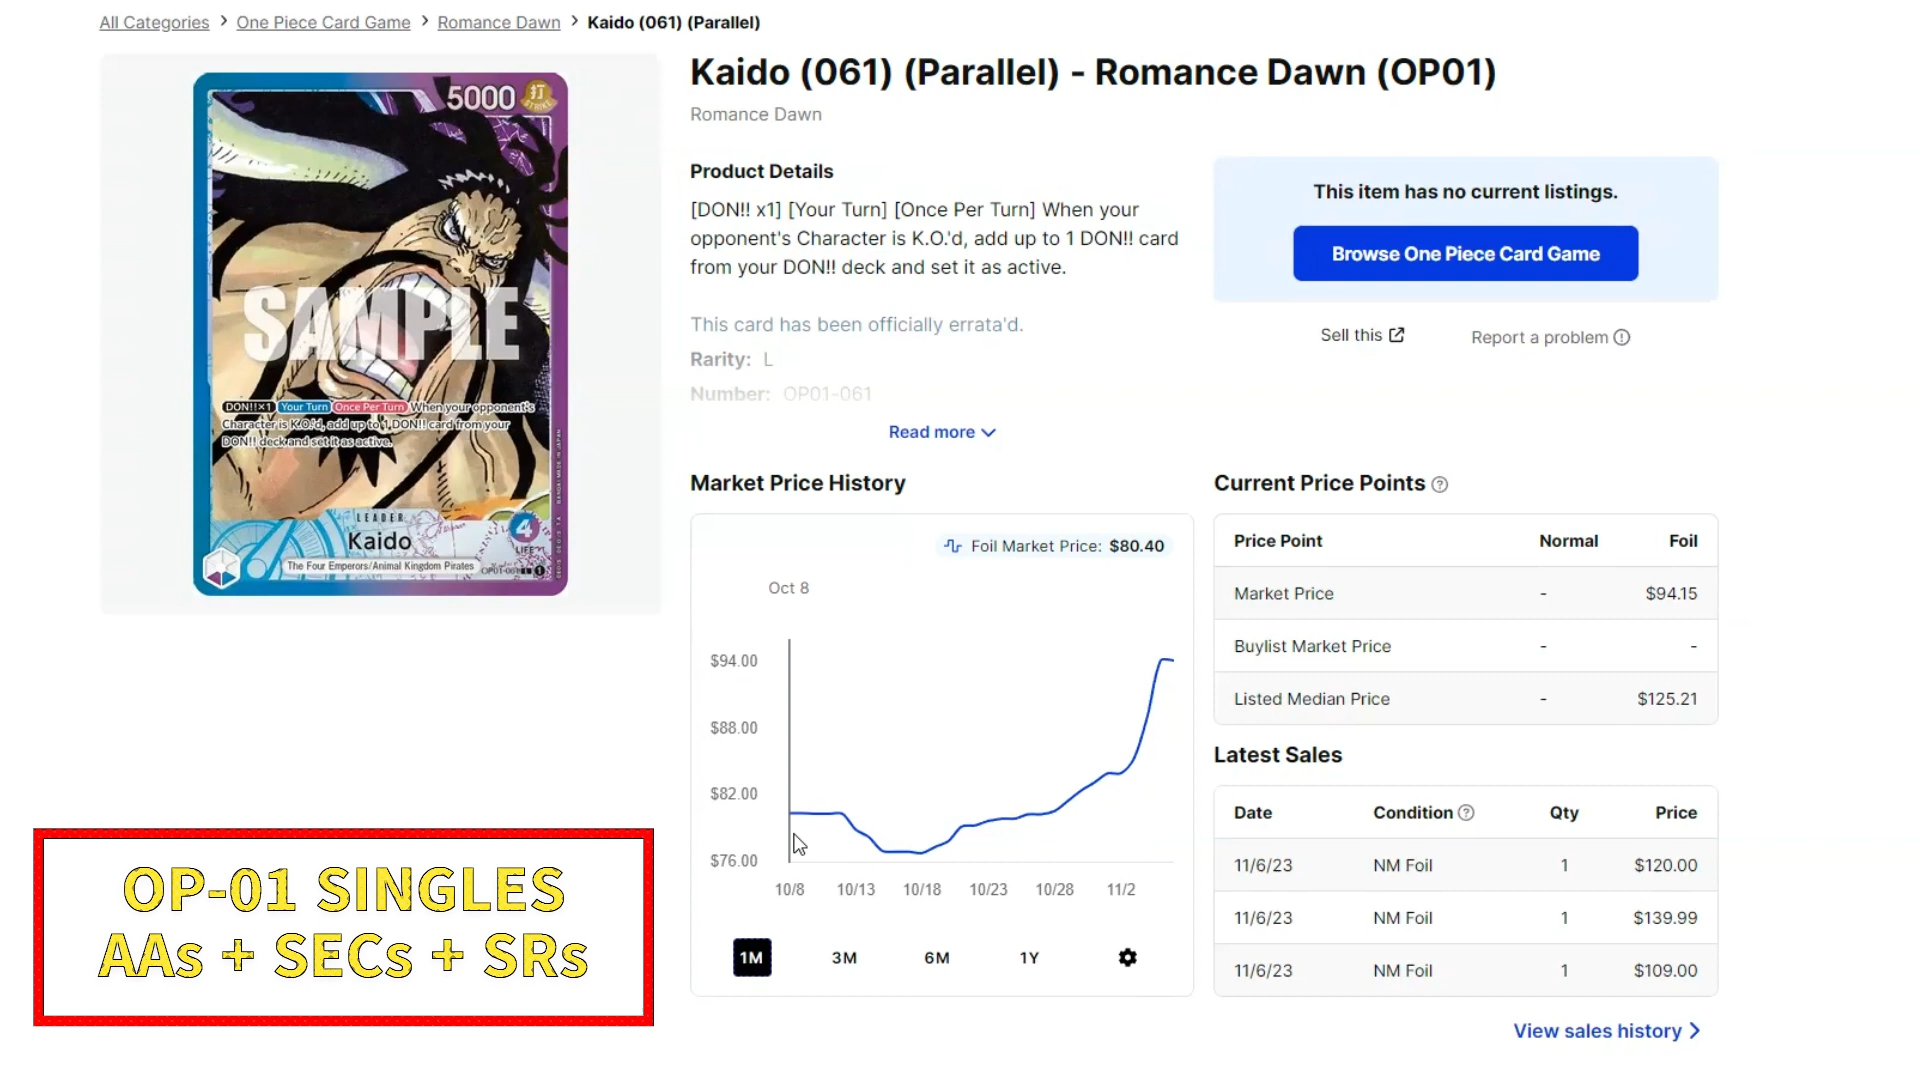 All Categories > One Piece Card Game > Romance Dawn > Kaido (061) (Parallel)
5000
打
STRIKE
SAMPLE
DON!!×1 Your Turn Once Per Turn When your opponent's
Character is K.O.'d, add up to 1 DON!! card from your
DON!! deck and set it as active.
LEADER
Kaido
4
LIFE
The Four Emperors/Animal Kingdom Pirates
OP01-061 L
Kaido (061) (Parallel) - Romance Dawn (OP01)
Romance Dawn
Product Details
[DON!! x1] [Your Turn] [Once Per Turn] When your
opponent's Character is K.O.'d, add up to 1 DON!! card
from your DON!! deck and set it as active.
This card has been officially errata'd.
Rarity: L
Number: OP01-061
Read more
This item has no current listings.
Browse One Piece Card Game
Sell this
Report a problem
Market Price History
Foil Market Price: $80.40
Oct 8
$94.00
$88.00
$82.00
$76.00
10/8 10/13 10/18 10/23 10/28 11/2
1M 3M 6M 1Y
Current Price Points ?
Price Point Normal Foil
Market Price - $94.15
Buylist Market Price - -
Listed Median Price - $125.21
Latest Sales
Date Condition ? Qty Price
11/6/23 NM Foil 1 $120.00
11/6/23 NM Foil 1 $139.99
11/6/23 NM Foil 1 $109.00
View sales history >
OP-01 SINGLES
AAs + SECs + SRs